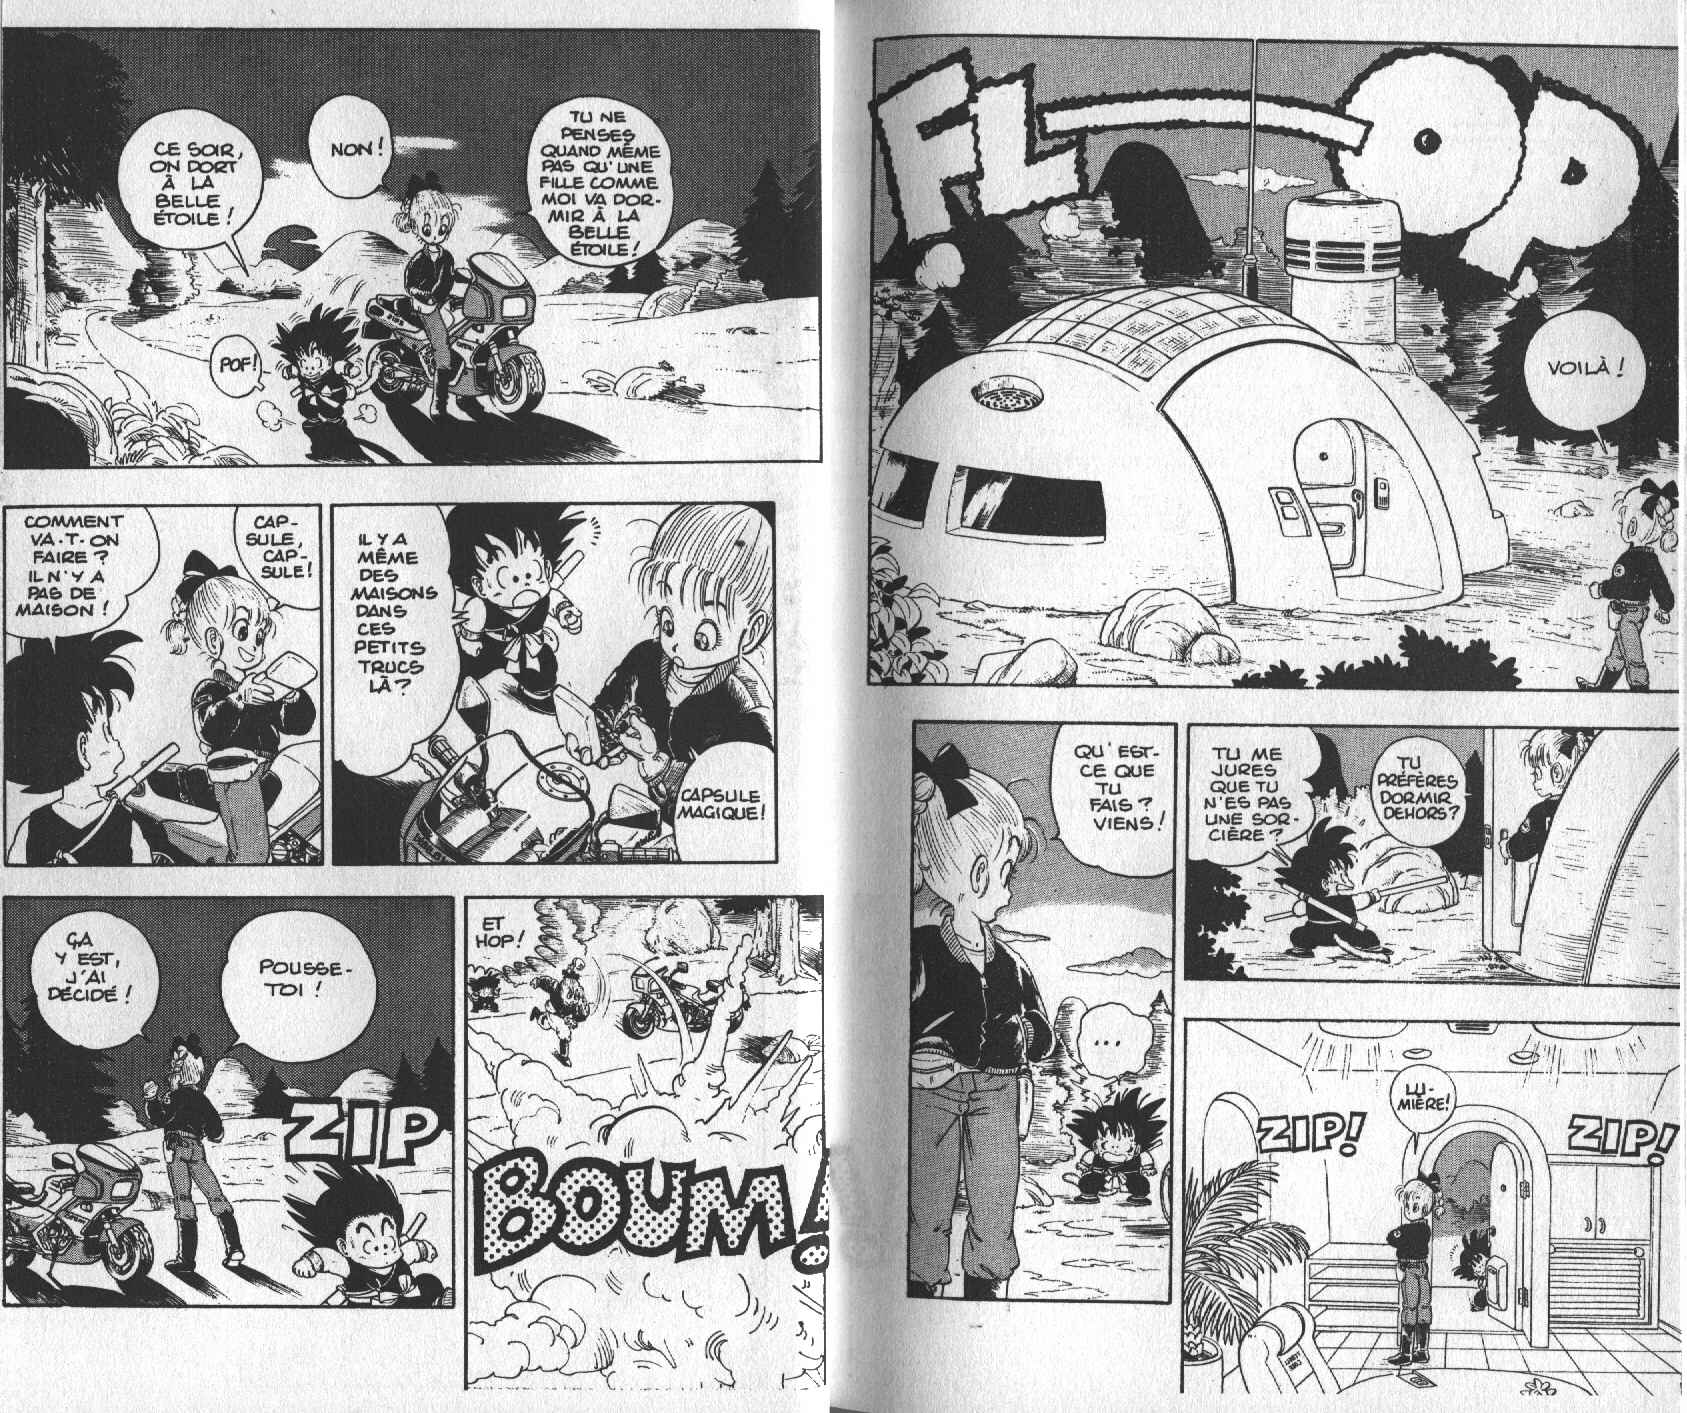 CE SOIR,
ON DORT
À LA
BELLE
ÉTOILE !
NON !
TU NE
PENSES
QUAND MÊME
PAS QU'UNE
FILLE COMME
MOI VA DOR-
MIR À LA
BELLE
ÉTOILE !
POF!
COMMENT
VA-T-ON
FAIRE ?
IL N'Y A
PAS DE
MAISON !
CAP-
SULE,
CAP-
SULE!
IL Y A
MÊME
DES
MAISONS
DANS
CES
PETITS
TRUCS
LÀ ?
CAPSULE
MAGIQUE!
ÇA
Y EST,
J'AI
DÉCIDÉ !
POUSSE-
TOI !
ZIP
ET
HOP!
BOUM!
FL-OP
VOILÀ !
QU'EST-
CE QUE
TU
FAIS ?
VIENS !
...
TU ME
JURES
QUE TU
N'ES PAS
UNE SOR-
CIÈRE ?
TU
PRÉFÈRES
DORMIR
DEHORS?
LU-
MIÈRE!
ZIP!
ZIP!